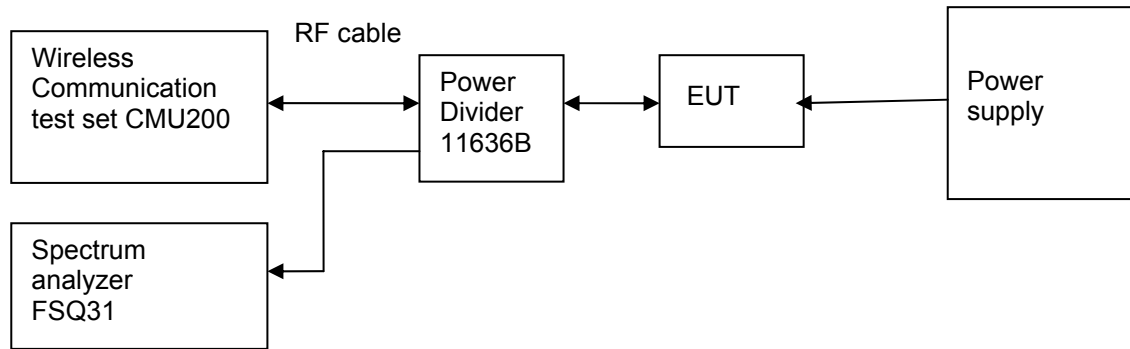 RF cable
Wireless
Communication
test set CMU200
Power
Divider
11636B
EUT
Power
supply
Spectrum
analyzer
FSQ31